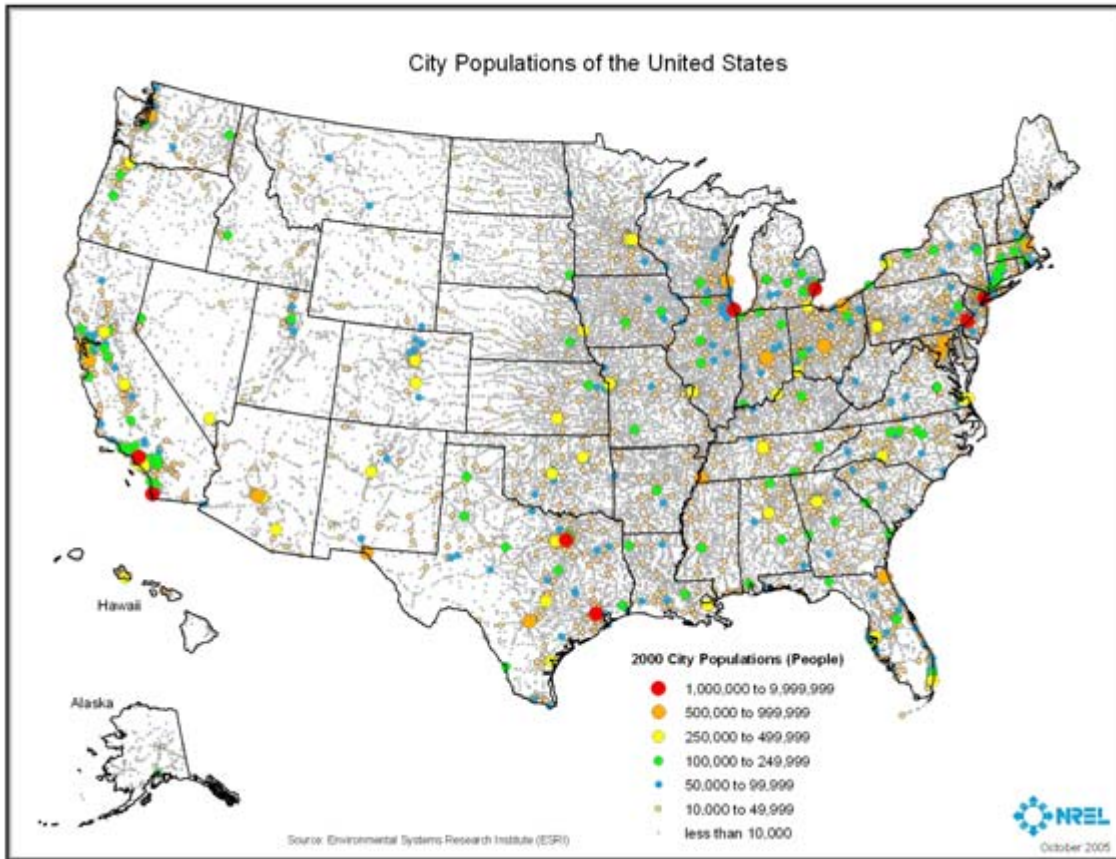 City Populations of the United States
Hawaii
Alaska
2000 City Populations (People)
1,000,000 to 9,999,999
500,000 to 999,999
250,000 to 499,999
100,000 to 249,999
50,000 to 99,999
10,000 to 49,999
less than 10,000
Source: Environmental Systems Research Institute (ESRI)
NREL
October 2005